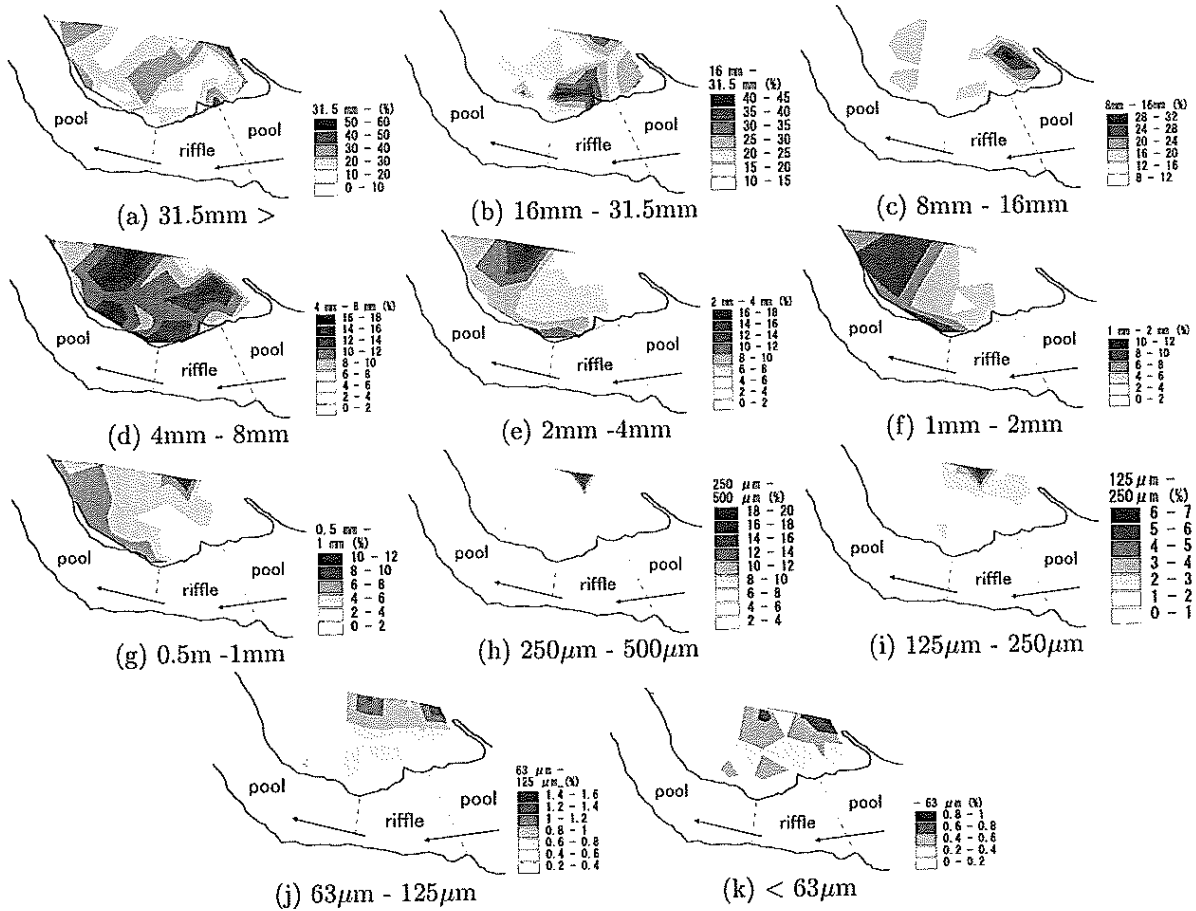 31.5 mm - (%)
50 - 60
40 - 50
30 - 40
20 - 30
10 - 20
0 - 10
pool
riffle
pool
(a) 31.5mm >
16 mm -
31.5 mm (%)
40 - 45
35 - 40
30 - 35
25 - 30
20 - 25
15 - 20
10 - 15
pool
riffle
pool
(b) 16mm - 31.5mm
8mm - 16mm (%)
28 - 32
24 - 28
20 - 24
16 - 20
12 - 16
8 - 12
pool
riffle
pool
(c) 8mm - 16mm
4 mm - 8 mm (%)
16 - 18
14 - 16
12 - 14
10 - 12
8 - 10
6 - 8
4 - 6
2 - 4
0 - 2
pool
riffle
pool
(d) 4mm - 8mm
2 mm - 4 mm (%)
16 - 18
14 - 16
12 - 14
10 - 12
8 - 10
6 - 8
4 - 6
2 - 4
0 - 2
pool
riffle
pool
(e) 2mm -4mm
1 mm - 2 mm (%)
10 - 12
8 - 10
6 - 8
4 - 6
2 - 4
0 - 2
pool
riffle
pool
(f) 1mm - 2mm
0.5 mm -
1 mm (%)
10 - 12
8 - 10
6 - 8
4 - 6
2 - 4
0 - 2
pool
riffle
pool
(g) 0.5m -1mm
250 -
500 μm (%)
18 - 20
16 - 18
14 - 16
12 - 14
10 - 12
8 - 10
6 - 8
4 - 6
2 - 4
pool
riffle
pool
(h) 250μm - 500μm
125 μm -
250 μm (%)
6 - 7
5 - 6
4 - 5
3 - 4
2 - 3
1 - 2
0 - 1
pool
riffle
pool
(i) 125μm - 250μm
63 μm -
125 μm (%)
1.4 - 1.6
1.2 - 1.4
1 - 1.2
0.8 - 1
0.6 - 0.8
0.4 - 0.6
0.2 - 0.4
pool
riffle
pool
(j) 63μm - 125μm
- 63 μm (%)
0.8 - 1
0.6 - 0.8
0.4 - 0.6
0.2 - 0.4
0 - 0.2
pool
riffle
pool
(k) < 63μm